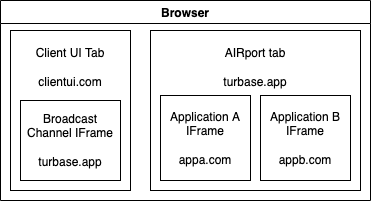 Browser
Client UI Tab
clientui.com
Broadcast
Channel IFrame
turbase.app
AIRport tab
turbase.app
Application A
IFrame
appa.com
Application B
IFrame
appb.com